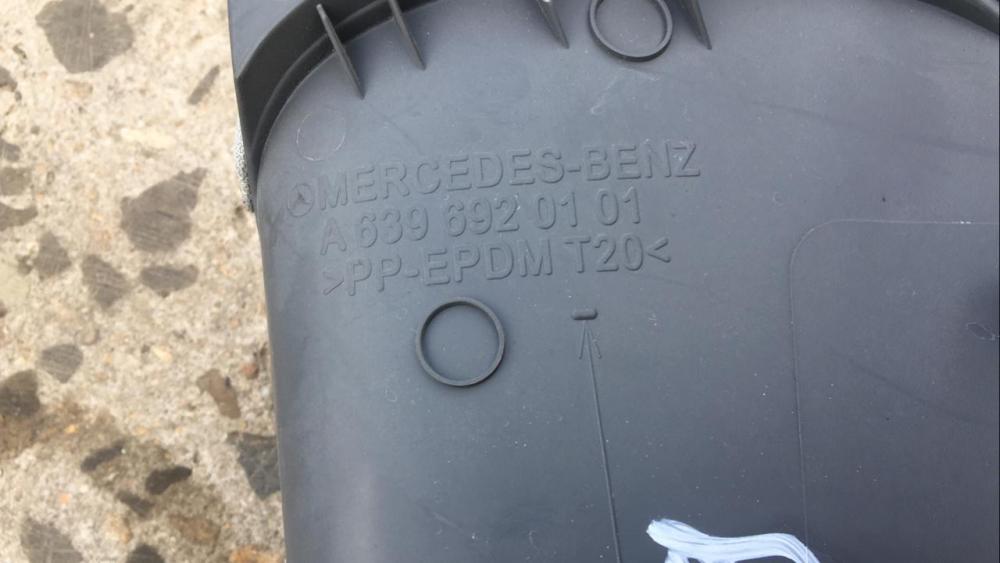 MERCEDES-BENZ
A 639 692 01 01
>PP-EPDM T20<